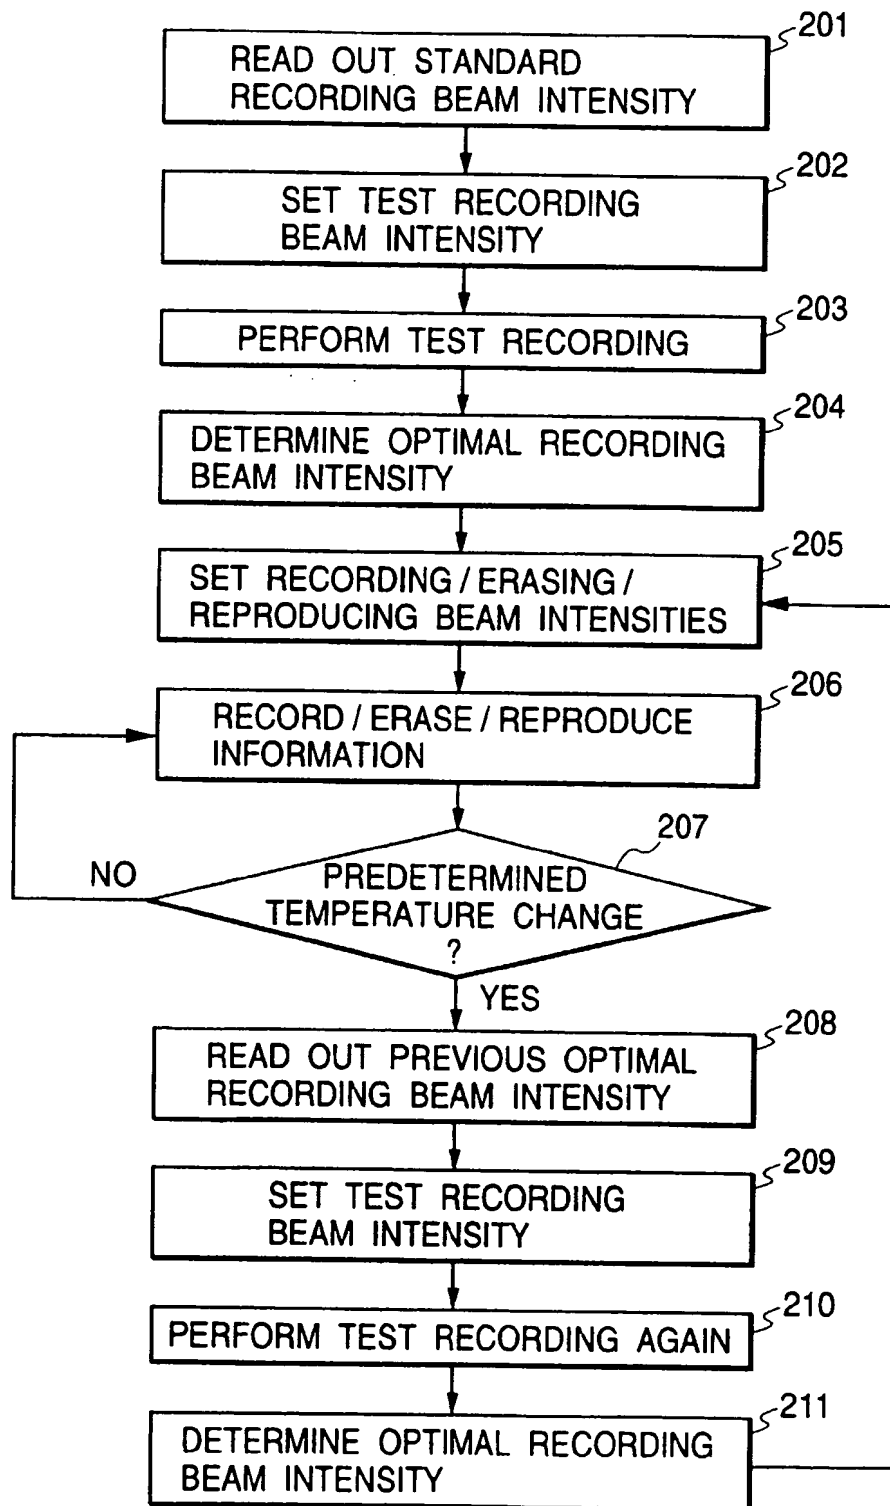 201
READ OUT STANDARD
RECORDING BEAM INTENSITY
202
SET TEST RECORDING
BEAM INTENSITY
203
PERFORM TEST RECORDING
204
DETERMINE OPTIMAL RECORDING
BEAM INTENSITY
205
SET RECORDING / ERASING /
REPRODUCING BEAM INTENSITIES
206
RECORD / ERASE / REPRODUCE
INFORMATION
207
NO
PREDETERMINED
TEMPERATURE CHANGE
?
YES
208
READ OUT PREVIOUS OPTIMAL
RECORDING BEAM INTENSITY
209
SET TEST RECORDING
BEAM INTENSITY
210
PERFORM TEST RECORDING AGAIN
211
DETERMINE OPTIMAL RECORDING
BEAM INTENSITY